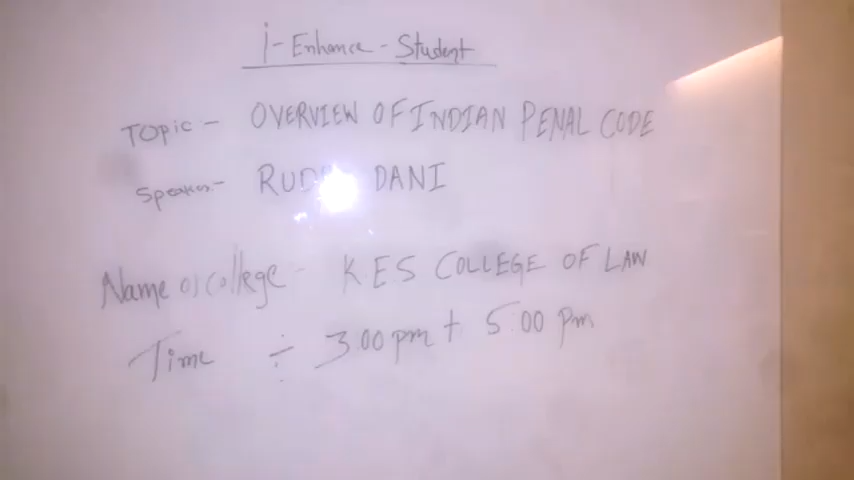 i-Enhance-Student
Topic - OVERVIEW OF INDIAN PENAL CODE
Speaker- DANI
Name of college - K.E.S COLLEGE OF LAW
Time ÷ 3.00 pm + 5.00 pm